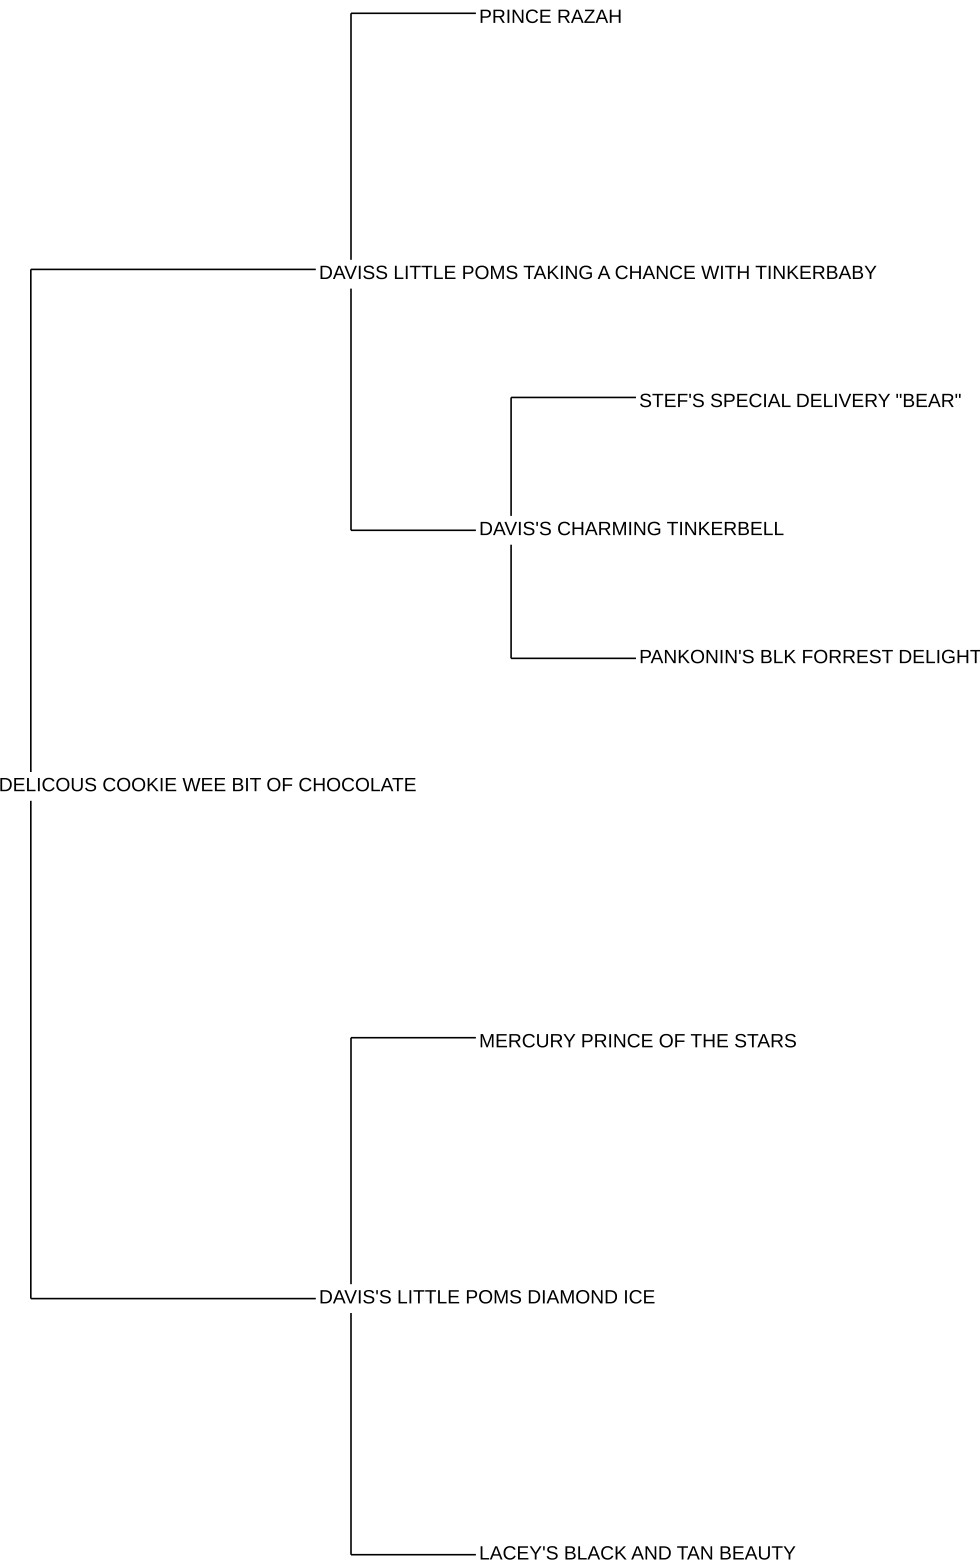 PRINCE RAZAH
DAVISS LITTLE POMS TAKING A CHANCE WITH TINKERBABY
STEF'S SPECIAL DELIVERY "BEAR"
DAVIS'S CHARMING TINKERBELL
PANKONIN'S BLK FORREST DELIGHT
DELICOUS COOKIE WEE BIT OF CHOCOLATE
MERCURY PRINCE OF THE STARS
DAVIS'S LITTLE POMS DIAMOND ICE
LACEY'S BLACK AND TAN BEAUTY